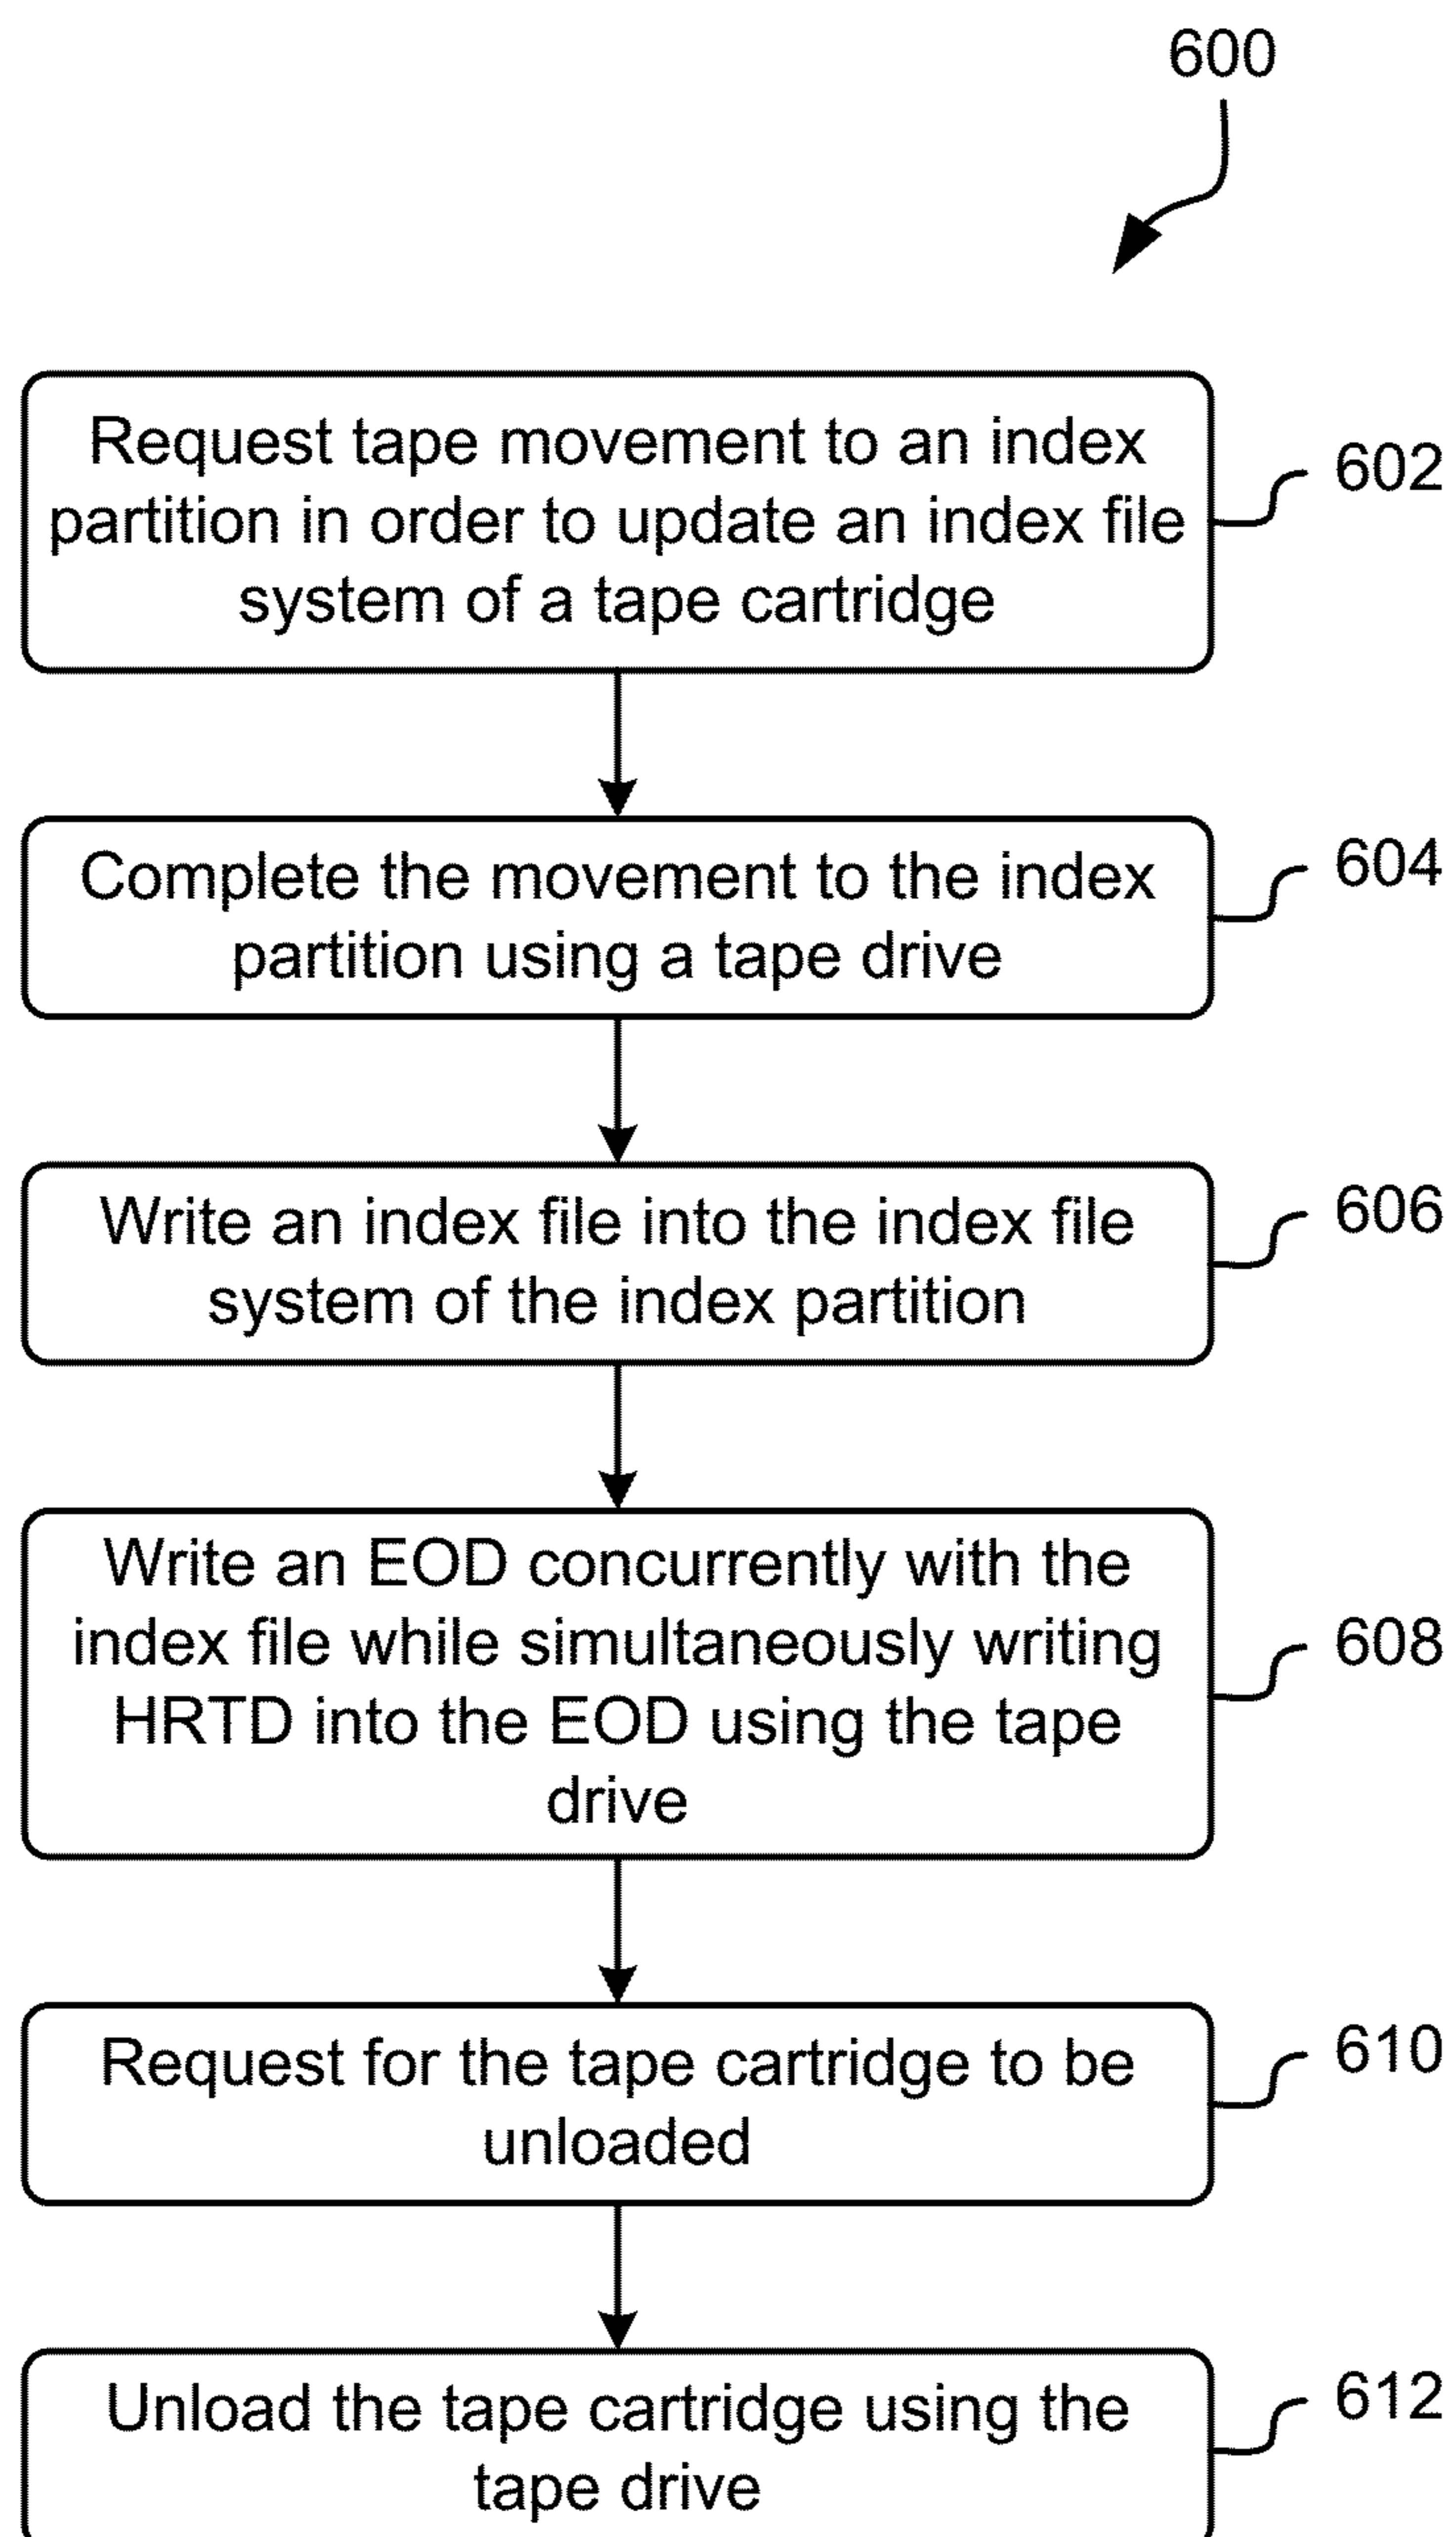 600
Request tape movement to an index
partition in order to update an index file
system of a tape cartridge
602
Complete the movement to the index
partition using a tape drive
604
Write an index file into the index file
system of the index partition
606
Write an EOD concurrently with the
index file while simultaneously writing
HRTD into the EOD using the tape
drive
608
Request for the tape cartridge to be
unloaded
610
Unload the tape cartridge using the
tape drive
612